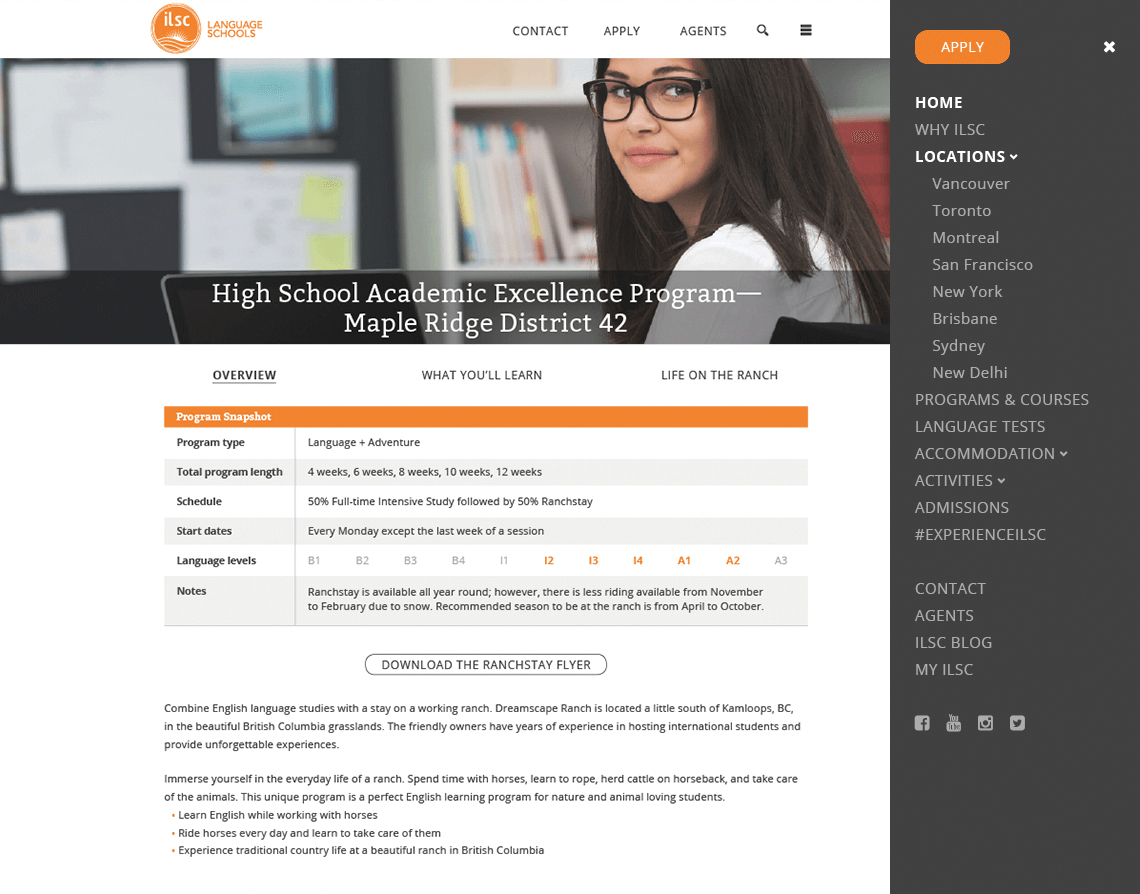 ilsc
LANGUAGE
SCHOOLS
CONTACT APPLY AGENTS
High School Academic Excellence Program—
Maple Ridge District 42
OVERVIEW WHAT YOU'LL LEARN LIFE ON THE RANCH
Program Snapshot
Program type Language + Adventure
Total program length 4 weeks, 6 weeks, 8 weeks, 10 weeks, 12 weeks
Schedule 50% Full-time Intensive Study followed by 50% Ranchstay
Start dates Every Monday except the last week of a session
Language levels B1 B2 B3 B4 I1 I2 I3 I4 A1 A2 A3
Notes Ranchstay is available all year round; however, there is less riding available from November
to February due to snow. Recommended season to be at the ranch is from April to October.
DOWNLOAD THE RANCHSTAY FLYER
Combine English language studies with a stay on a working ranch. Dreamscape Ranch is located a little south of Kamloops, BC,
in the beautiful British Columbia grasslands. The friendly owners have years of experience in hosting international students and
provide unforgettable experiences.
Immerse yourself in the everyday life of a ranch. Spend time with horses, learn to rope, herd cattle on horseback, and take care
of the animals. This unique program is a perfect English learning program for nature and animal loving students.
• Learn English while working with horses
• Ride horses every day and learn to take care of them
• Experience traditional country life at a beautiful ranch in British Columbia
APPLY
HOME
WHY ILSC
LOCATIONS
Vancouver
Toronto
Montreal
San Francisco
New York
Brisbane
Sydney
New Delhi
PROGRAMS & COURSES
LANGUAGE TESTS
ACCOMMODATION
ACTIVITIES
ADMISSIONS
#EXPERIENCEILSC
CONTACT
AGENTS
ILSC BLOG
MY ILSC